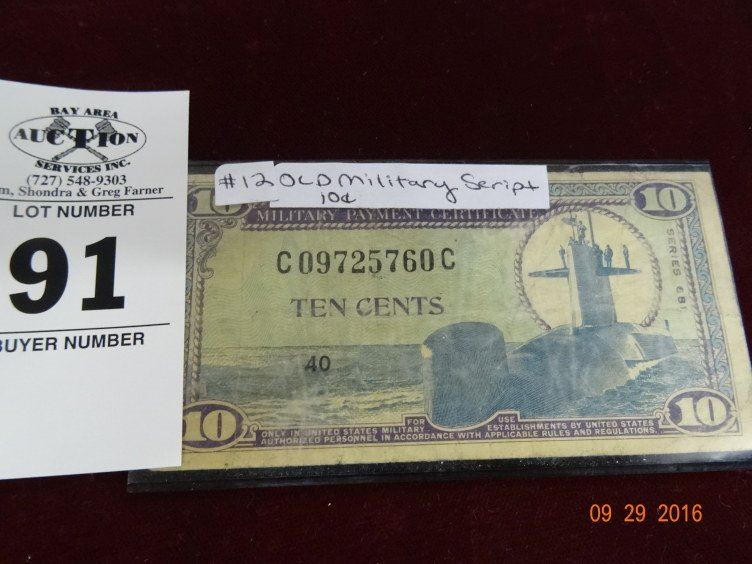 BAY AREA
AUCTION
SERVICES INC.
(727) 548-9303
m, Shondra & Greg Farner
LOT NUMBER
91
BUYER NUMBER
#12 OLD Military Script
10¢
10
10
MILITARY PAYMENT CERTIFICATE
C09725760C
SERIES 681
TEN CENTS
40
10
10
FOR USE
ONLY IN UNITED STATES MILITARY ESTABLISHMENTS BY UNITED STATES
AUTHORIZED PERSONNEL IN ACCORDANCE WITH APPLICABLE RULES AND REGULATIONS.
09 29 2016